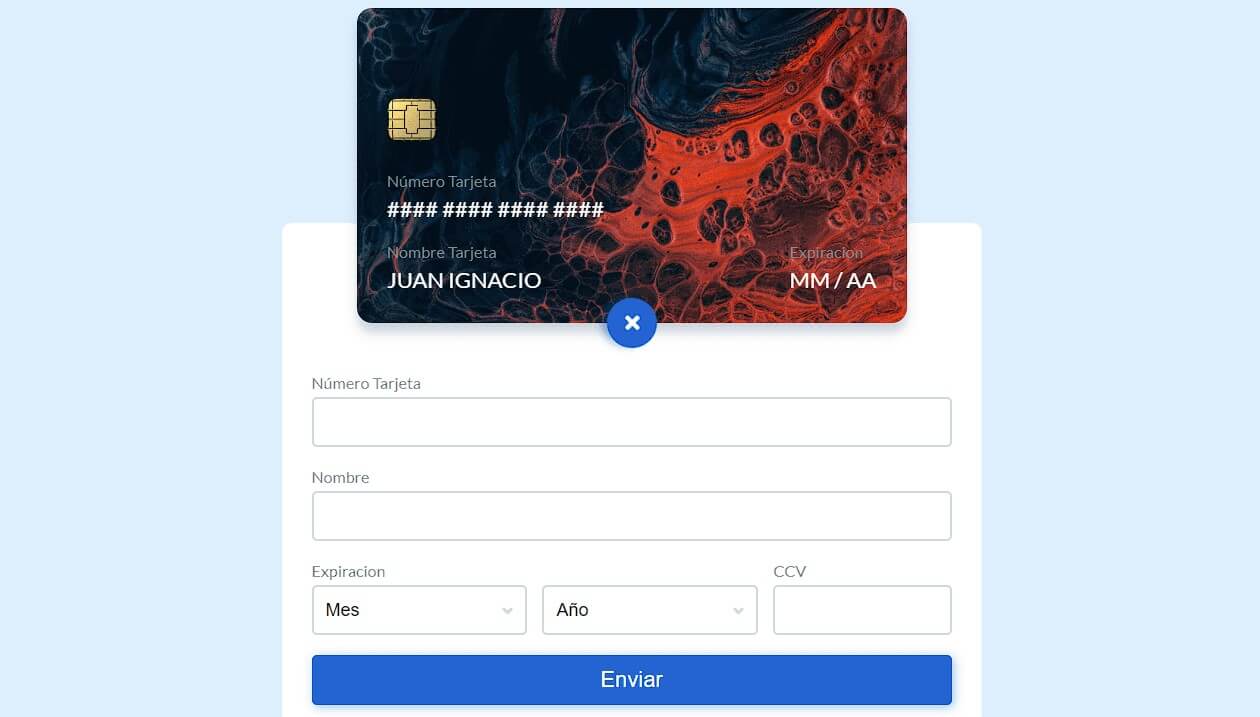 Número Tarjeta
#### #### #### ####
Nombre Tarjeta
Expiracion
JUAN IGNACIO
MM / AA
Número Tarjeta
Nombre
Expiracion
CCV
Mes
Año
Enviar